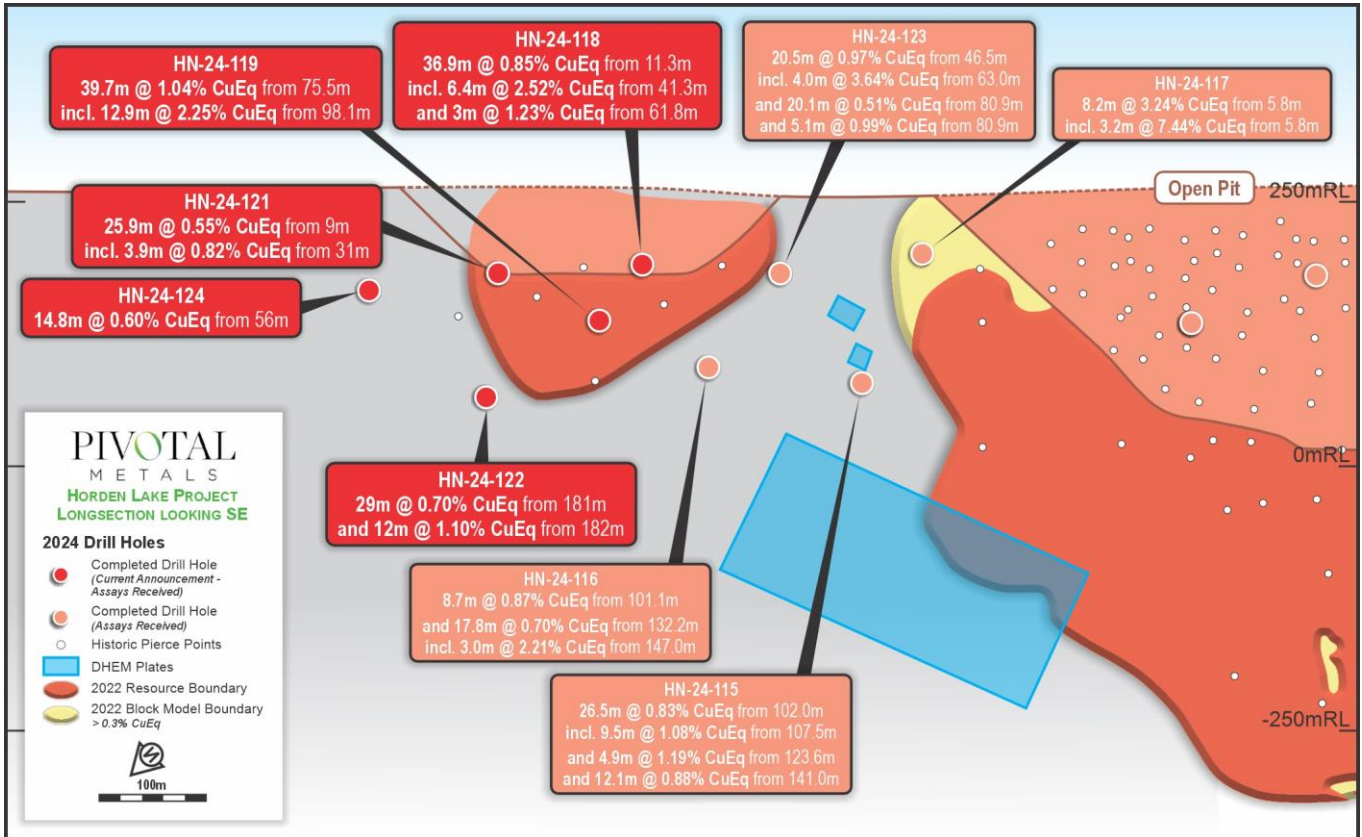 HN-24-119
39.7m @ 1.04% CuEq from 75.5m
incl. 12.9m @ 2.25% CuEq from 98.1m
HN-24-118
36.9m @ 0.85% CuEq from 11.3m
incl. 6.4m @ 2.52% CuEq from 41.3m
and 3m @ 1.23% CuEq from 61.8m
HN-24-123
20.5m @ 0.97% CuEq from 46.5m
incl. 4.0m @ 3.64% CuEq from 63.0m
and 20.1m @ 0.51% CuEq from 80.9m
and 5.1m @ 0.99% CuEq from 80.9m
HN-24-117
8.2m @ 3.24% CuEq from 5.8m
incl. 3.2m @ 7.44% CuEq from 5.8m
Open Pit
250mRL
HN-24-121
25.9m @ 0.55% CuEq from 9m
incl. 3.9m @ 0.82% CuEq from 31m
HN-24-124
14.8m @ 0.60% CuEq from 56m
0mRL
HN-24-122
29m @ 0.70% CuEq from 181m
and 12m @ 1.10% CuEq from 182m
HN-24-116
8.7m @ 0.87% CuEq from 101.1m
and 17.8m @ 0.70% CuEq from 132.2m
incl. 3.0m @ 2.21% CuEq from 147.0m
HN-24-115
26.5m @ 0.83% CuEq from 102.0m
incl. 9.5m @ 1.08% CuEq from 107.5m
and 4.9m @ 1.19% CuEq from 123.6m
and 12.1m @ 0.88% CuEq from 141.0m
-250mRL
PIVOTAL
METALS
HORDEN LAKE PROJECT
LONGSECTION LOOKING SE
2024 Drill Holes
Completed Drill Hole
(Current Announcement -
Assays Received)
Completed Drill Hole
(Assays Received)
Historic Pierce Points
DHEM Plates
2022 Resource Boundary
2022 Block Model Boundary
> 0.3% CuEq
100m